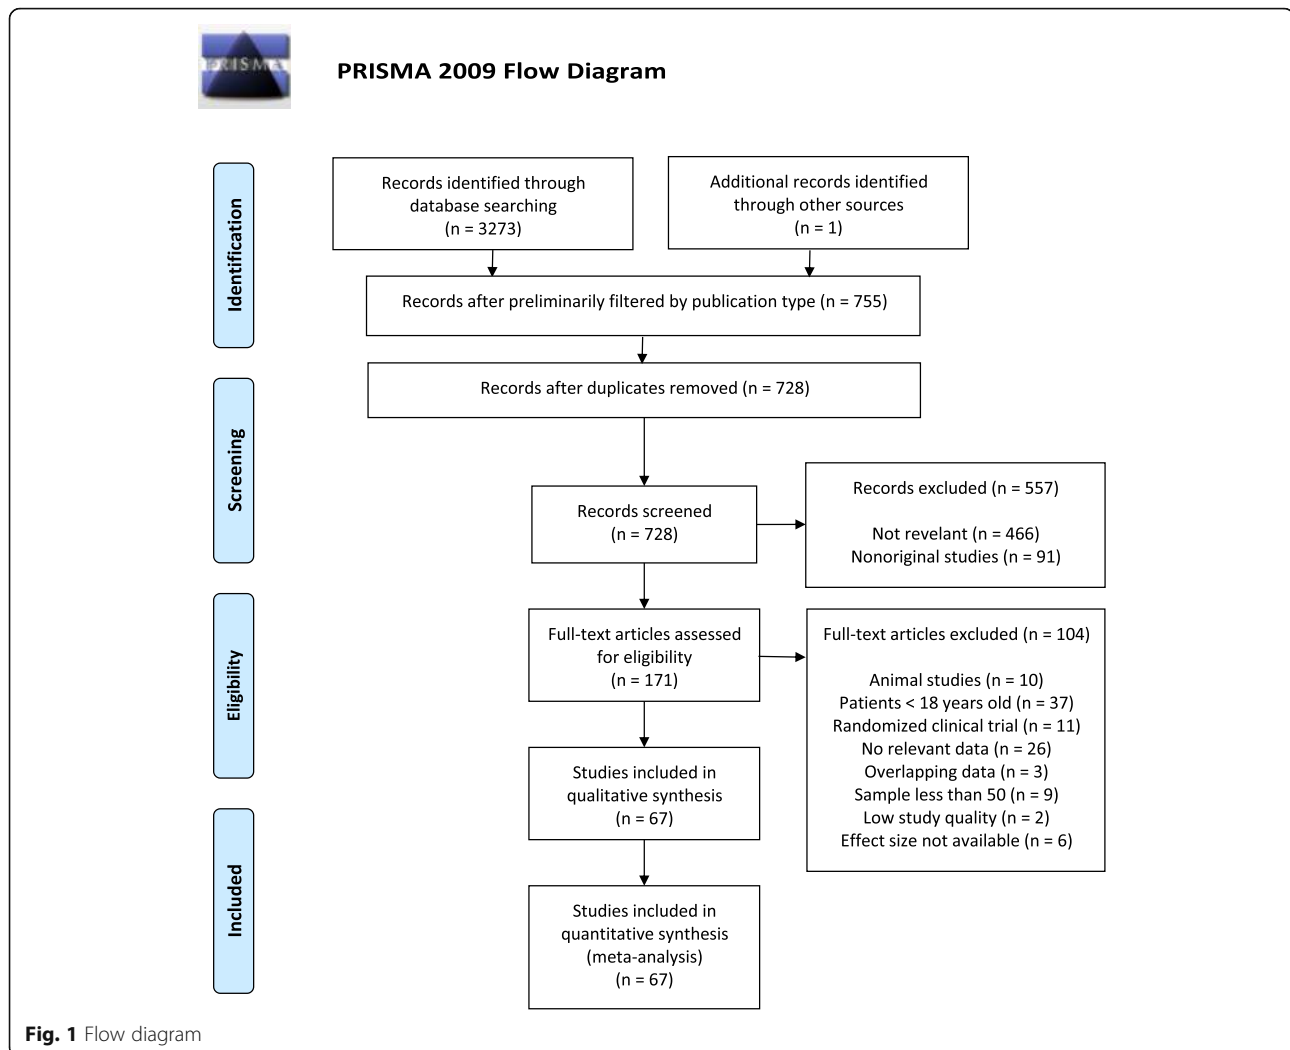 PRISMA
PRISMA 2009 Flow Diagram
Identification
Records identified through
database searching
(n = 3273)
Additional records identified
through other sources
(n = 1)
Records after preliminarily filtered by publication type (n = 755)
Records after duplicates removed (n = 728)
Screening
Records screened
(n = 728)
Records excluded (n = 557)
Not revelant (n = 466)
Nonoriginal studies (n = 91)
Eligibility
Full-text articles assessed
for eligibility
(n = 171)
Full-text articles excluded (n = 104)
Animal studies (n = 10)
Patients < 18 years old (n = 37)
Randomized clinical trial (n = 11)
No relevant data (n = 26)
Overlapping data (n = 3)
Sample less than 50 (n = 9)
Low study quality (n = 2)
Effect size not available (n = 6)
Studies included in
qualitative synthesis
(n = 67)
Included
Studies included in
quantitative synthesis
(meta-analysis)
(n = 67)
Fig. 1 Flow diagram